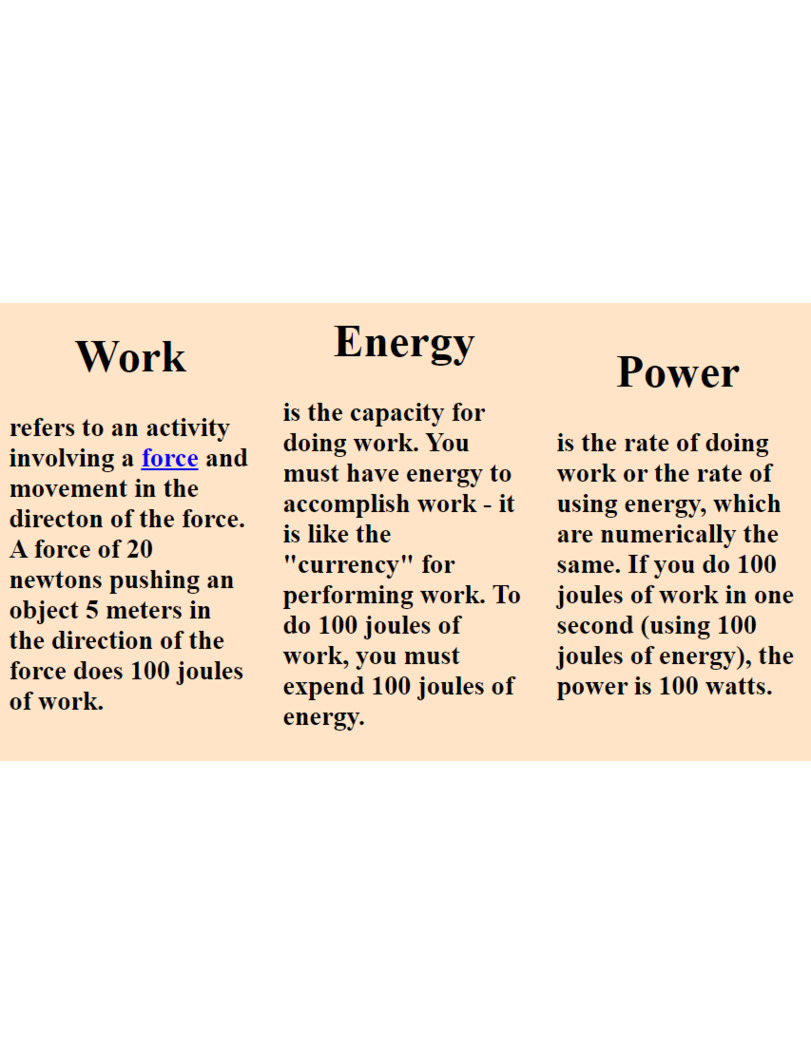 Work
refers to an activity
involving a force and
movement in the
directon of the force.
A force of 20
newtons pushing an
object 5 meters in
the direction of the
force does 100 joules
of work.
Energy
is the capacity for
doing work. You
must have energy to
accomplish work - it
is like the
"currency" for
performing work. To
do 100 joules of
work, you must
expend 100 joules of
energy.
Power
is the rate of doing
work or the rate of
using energy, which
are numerically the
same. If you do 100
joules of work in one
second (using 100
joules of energy), the
power is 100 watts.